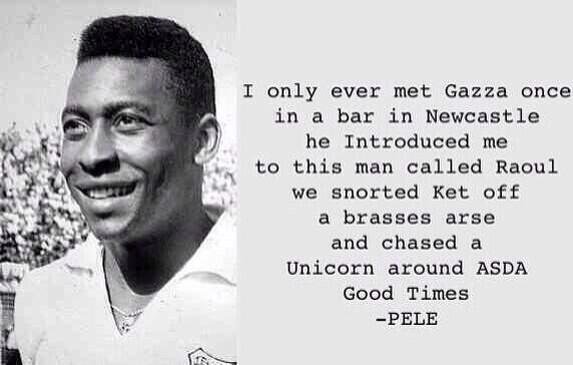 I only ever met Gazza once
in a bar in Newcastle
he Introduced me
to this man called Raoul
we snorted Ket off
a brasses arse
and chased a
Unicorn around ASDA
Good Times
-PELE